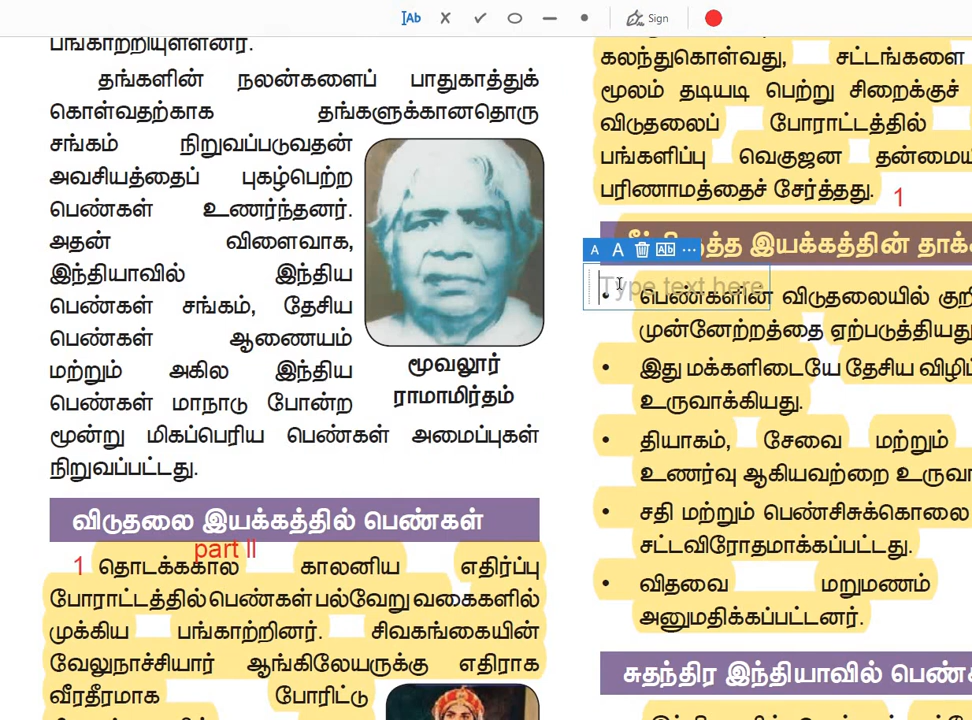 Ab Sign
பங்காற்றியுள்ளனர்.
தங்களின் நலன்களைப் பாதுகாத்துக்
கொள்வதற்காக தங்களுக்கானதொரு
சங்கம் நிறுவப்படுவதன்
அவசியத்தைப் புகழ்பெற்ற
பெண்கள் உணர்ந்தனர்.
அதன் விளைவாக,
இந்தியாவில் இந்திய
பெண்கள் சங்கம், தேசிய
பெண்கள் ஆணையம்
மற்றும் அகில இந்திய
பெண்கள் மாநாடு போன்ற
மூன்று மிகப்பெரிய பெண்கள் அமைப்புகள்
நிறுவப்பட்டது.
மூவலூர்
ராமாமிர்தம்
விடுதலை இயக்கத்தில் பெண்கள்
part II
1 தொடக்ககால காலனிய எதிர்ப்பு
போராட்டத்தில் பெண்கள் பல்வேறு வகைகளில்
முக்கிய பங்காற்றினர். சிவகங்கையின்
வேலுநாச்சியார் ஆங்கிலேயருக்கு எதிராக
வீரதீரமாக போரிட்டு
கலந்துகொள்வது, சட்டங்களை
மூலம் தடியடி பெற்று சிறைக்குச்
விடுதலைப் போராட்டத்தில்
பங்களிப்பு வெகுஜன
பரிணாமத்தைச் சேர்த்தது. 1
இயக்கத்தின்
A A Ab
Type text here
• பெண்களின் விடுதலையில்
முன்னேற்றத்தை ஏற்படுத்தியது
• இது மக்களிடையே தேசிய
உருவாக்கியது.
• தியாகம், சேவை மற்றும்
உணர்வு ஆகியவற்றை
• சதி மற்றும் பெண்சிசுக்கொலை
சட்டவிரோதமாக்கப்பட்டது.
• விதவை மறுமணம்
அனுமதிக்கப்பட்டனர்.
சுதந்திர இந்தியாவில்